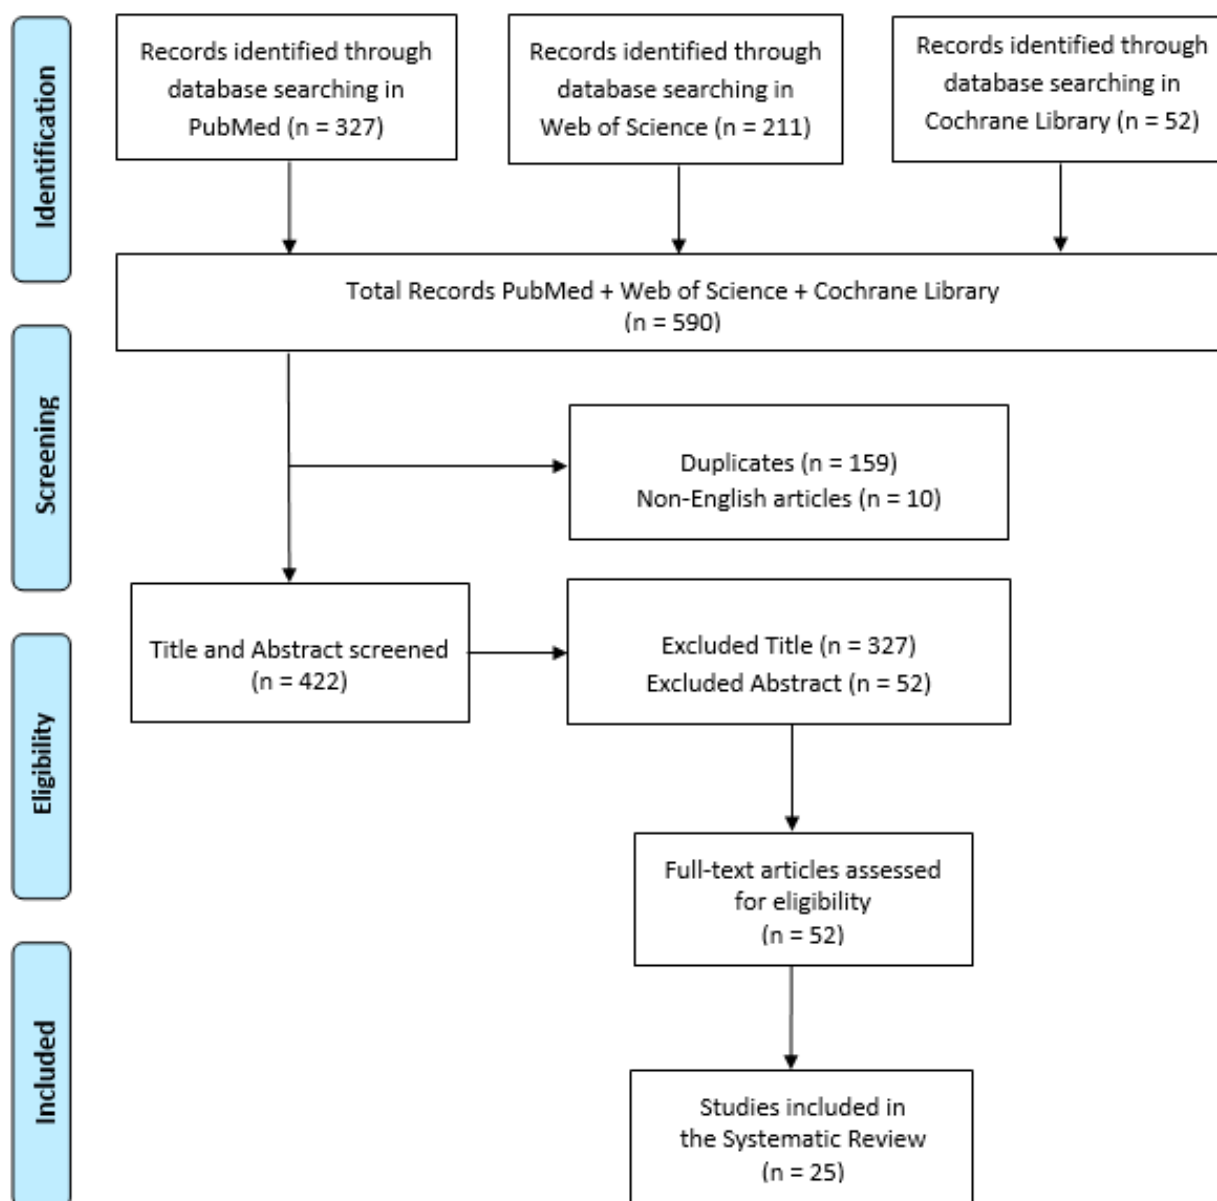 Identification
Records identified through
database searching in
PubMed (n = 327)
Records identified through
database searching in
Web of Science (n = 211)
Records identified through
database searching in
Cochrane Library (n = 52)
Total Records PubMed + Web of Science + Cochrane Library
(n = 590)
Screening
Duplicates (n = 159)
Non-English articles (n = 10)
Title and Abstract screened
(n = 422)
Excluded Title (n = 327)
Excluded Abstract (n = 52)
Eligibility
Full-text articles assessed
for eligibility
(n = 52)
Included
Studies included in
the Systematic Review
(n = 25)